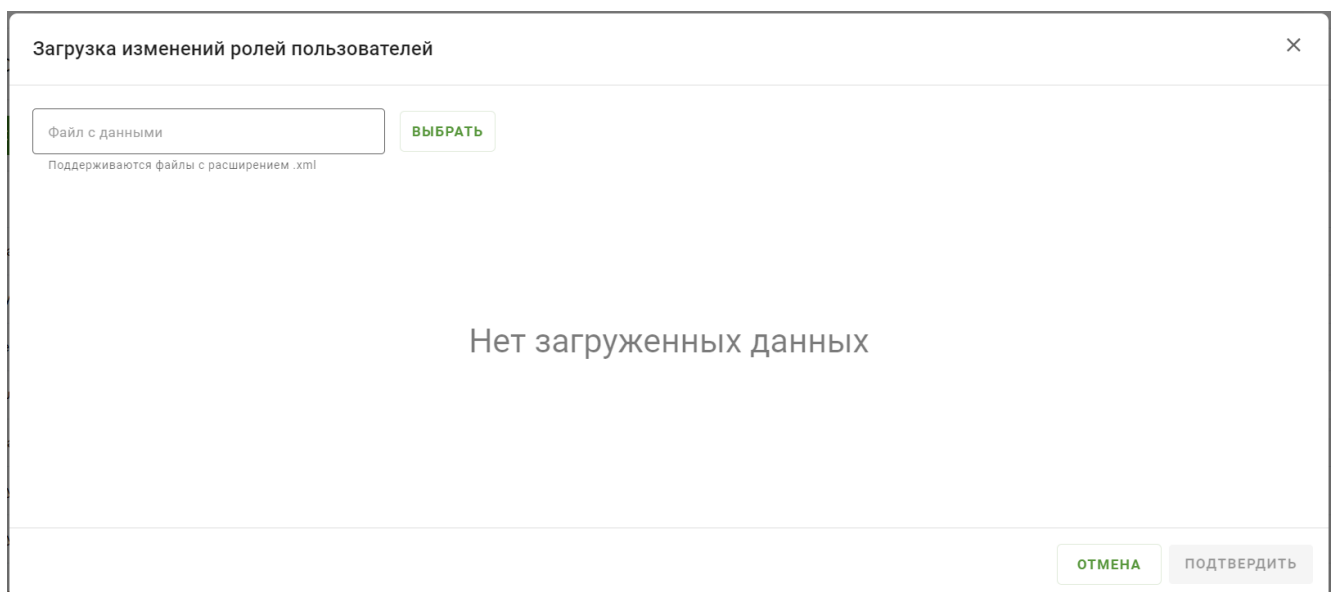 Загрузка изменений ролей пользователей
Файл с данными
ВЫБРАТЬ
Поддерживаются файлы с расширением .xml
Нет загруженных данных
ОТМЕНА
ПОДТВЕРДИТЬ